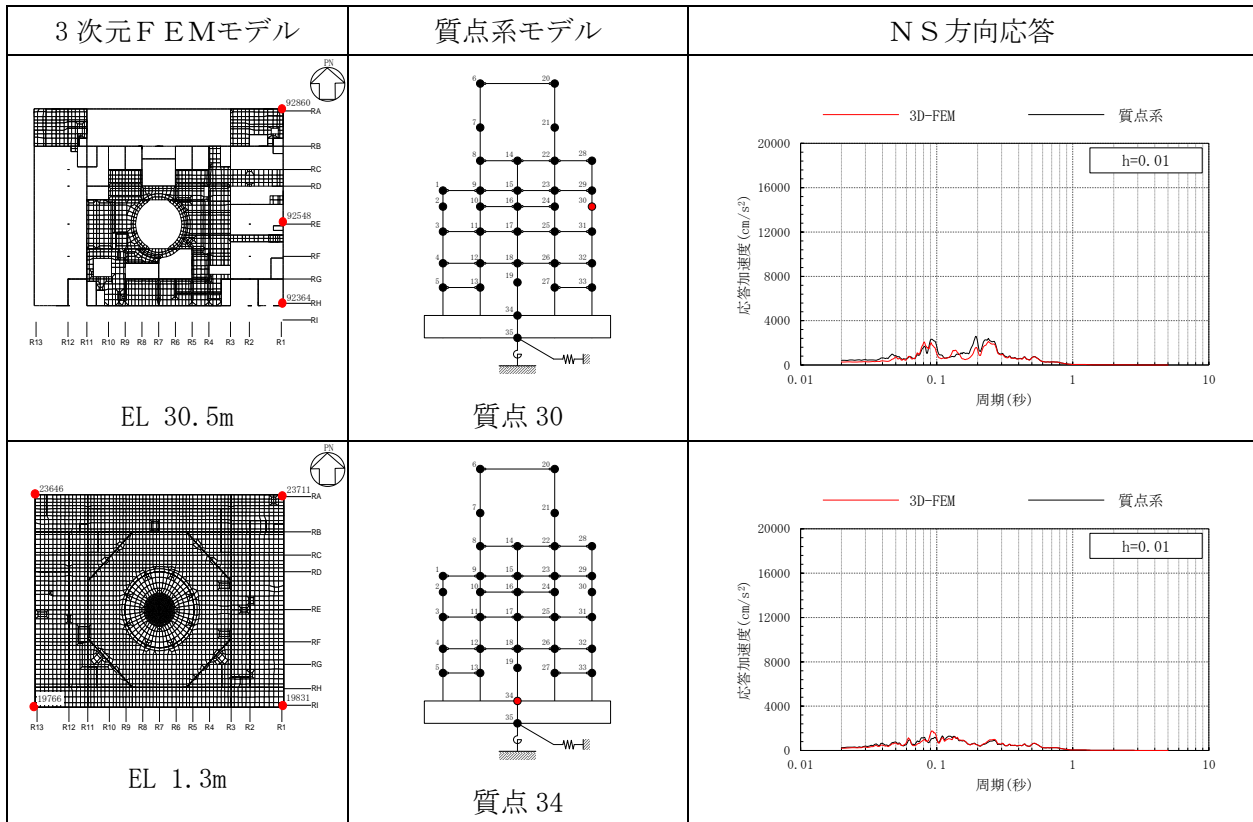 3次元FEMモデル
質点系モデル
NS方向応答
PN
92860
RA
RB
RC
RD
92548
RE
RF
RG
92364
RH
RI
R13 R12 R11 R10 R9 R8 R7 R6 R5 R4 R3 R2 R1
EL 30.5m
6 20
7 21
8 14 22 28
1 9 15 23 29
2 10 16 24 30
3 11 17 25 31
4 12 18 26 32
19
5 13 27 33
34
35
質点 30
3D-FEM 質点系
h=0.01
応答加速度(cm/s²)
20000
16000
12000
8000
4000
0
0.01 0.1 1 10
周期(秒)
PN
23646
23711
RA
RB
RC
RD
RE
RF
RG
RH
19766
19831
RI
R13 R12 R11 R10 R9 R8 R7 R6 R5 R4 R3 R2 R1
EL 1.3m
6 20
7 21
8 14 22 28
1 9 15 23 29
2 10 16 24 30
3 11 17 25 31
4 12 18 26 32
19
5 13 27 33
34
35
質点 34
3D-FEM 質点系
h=0.01
応答加速度(cm/s²)
20000
16000
12000
8000
4000
0
0.01 0.1 1 10
周期(秒)